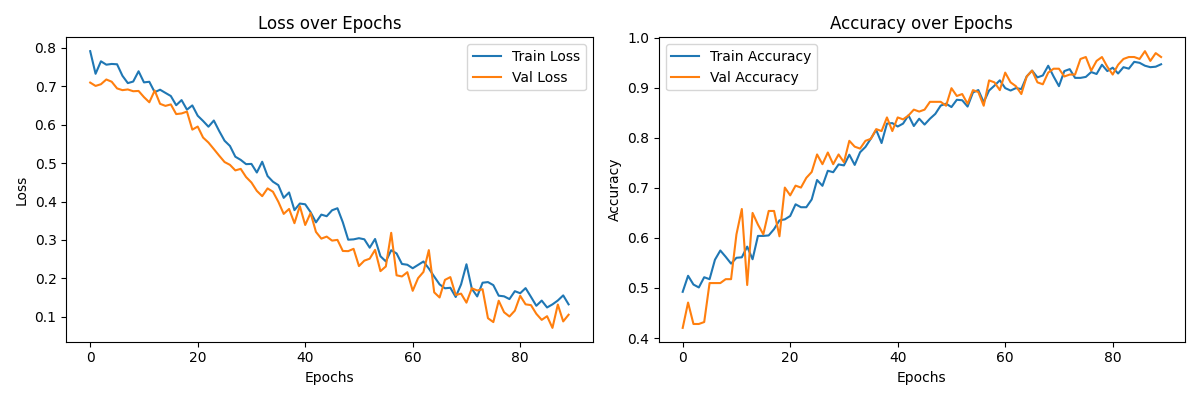 Loss over Epochs
Train Loss
Val Loss
0.8
0.7
0.6
0.5
0.4
0.3
0.2
0.1
Loss
0
20
40
60
80
Epochs
Accuracy over Epochs
Train Accuracy
Val Accuracy
1.0
0.9
0.8
0.7
0.6
0.5
0.4
Accuracy
0
20
40
60
80
Epochs